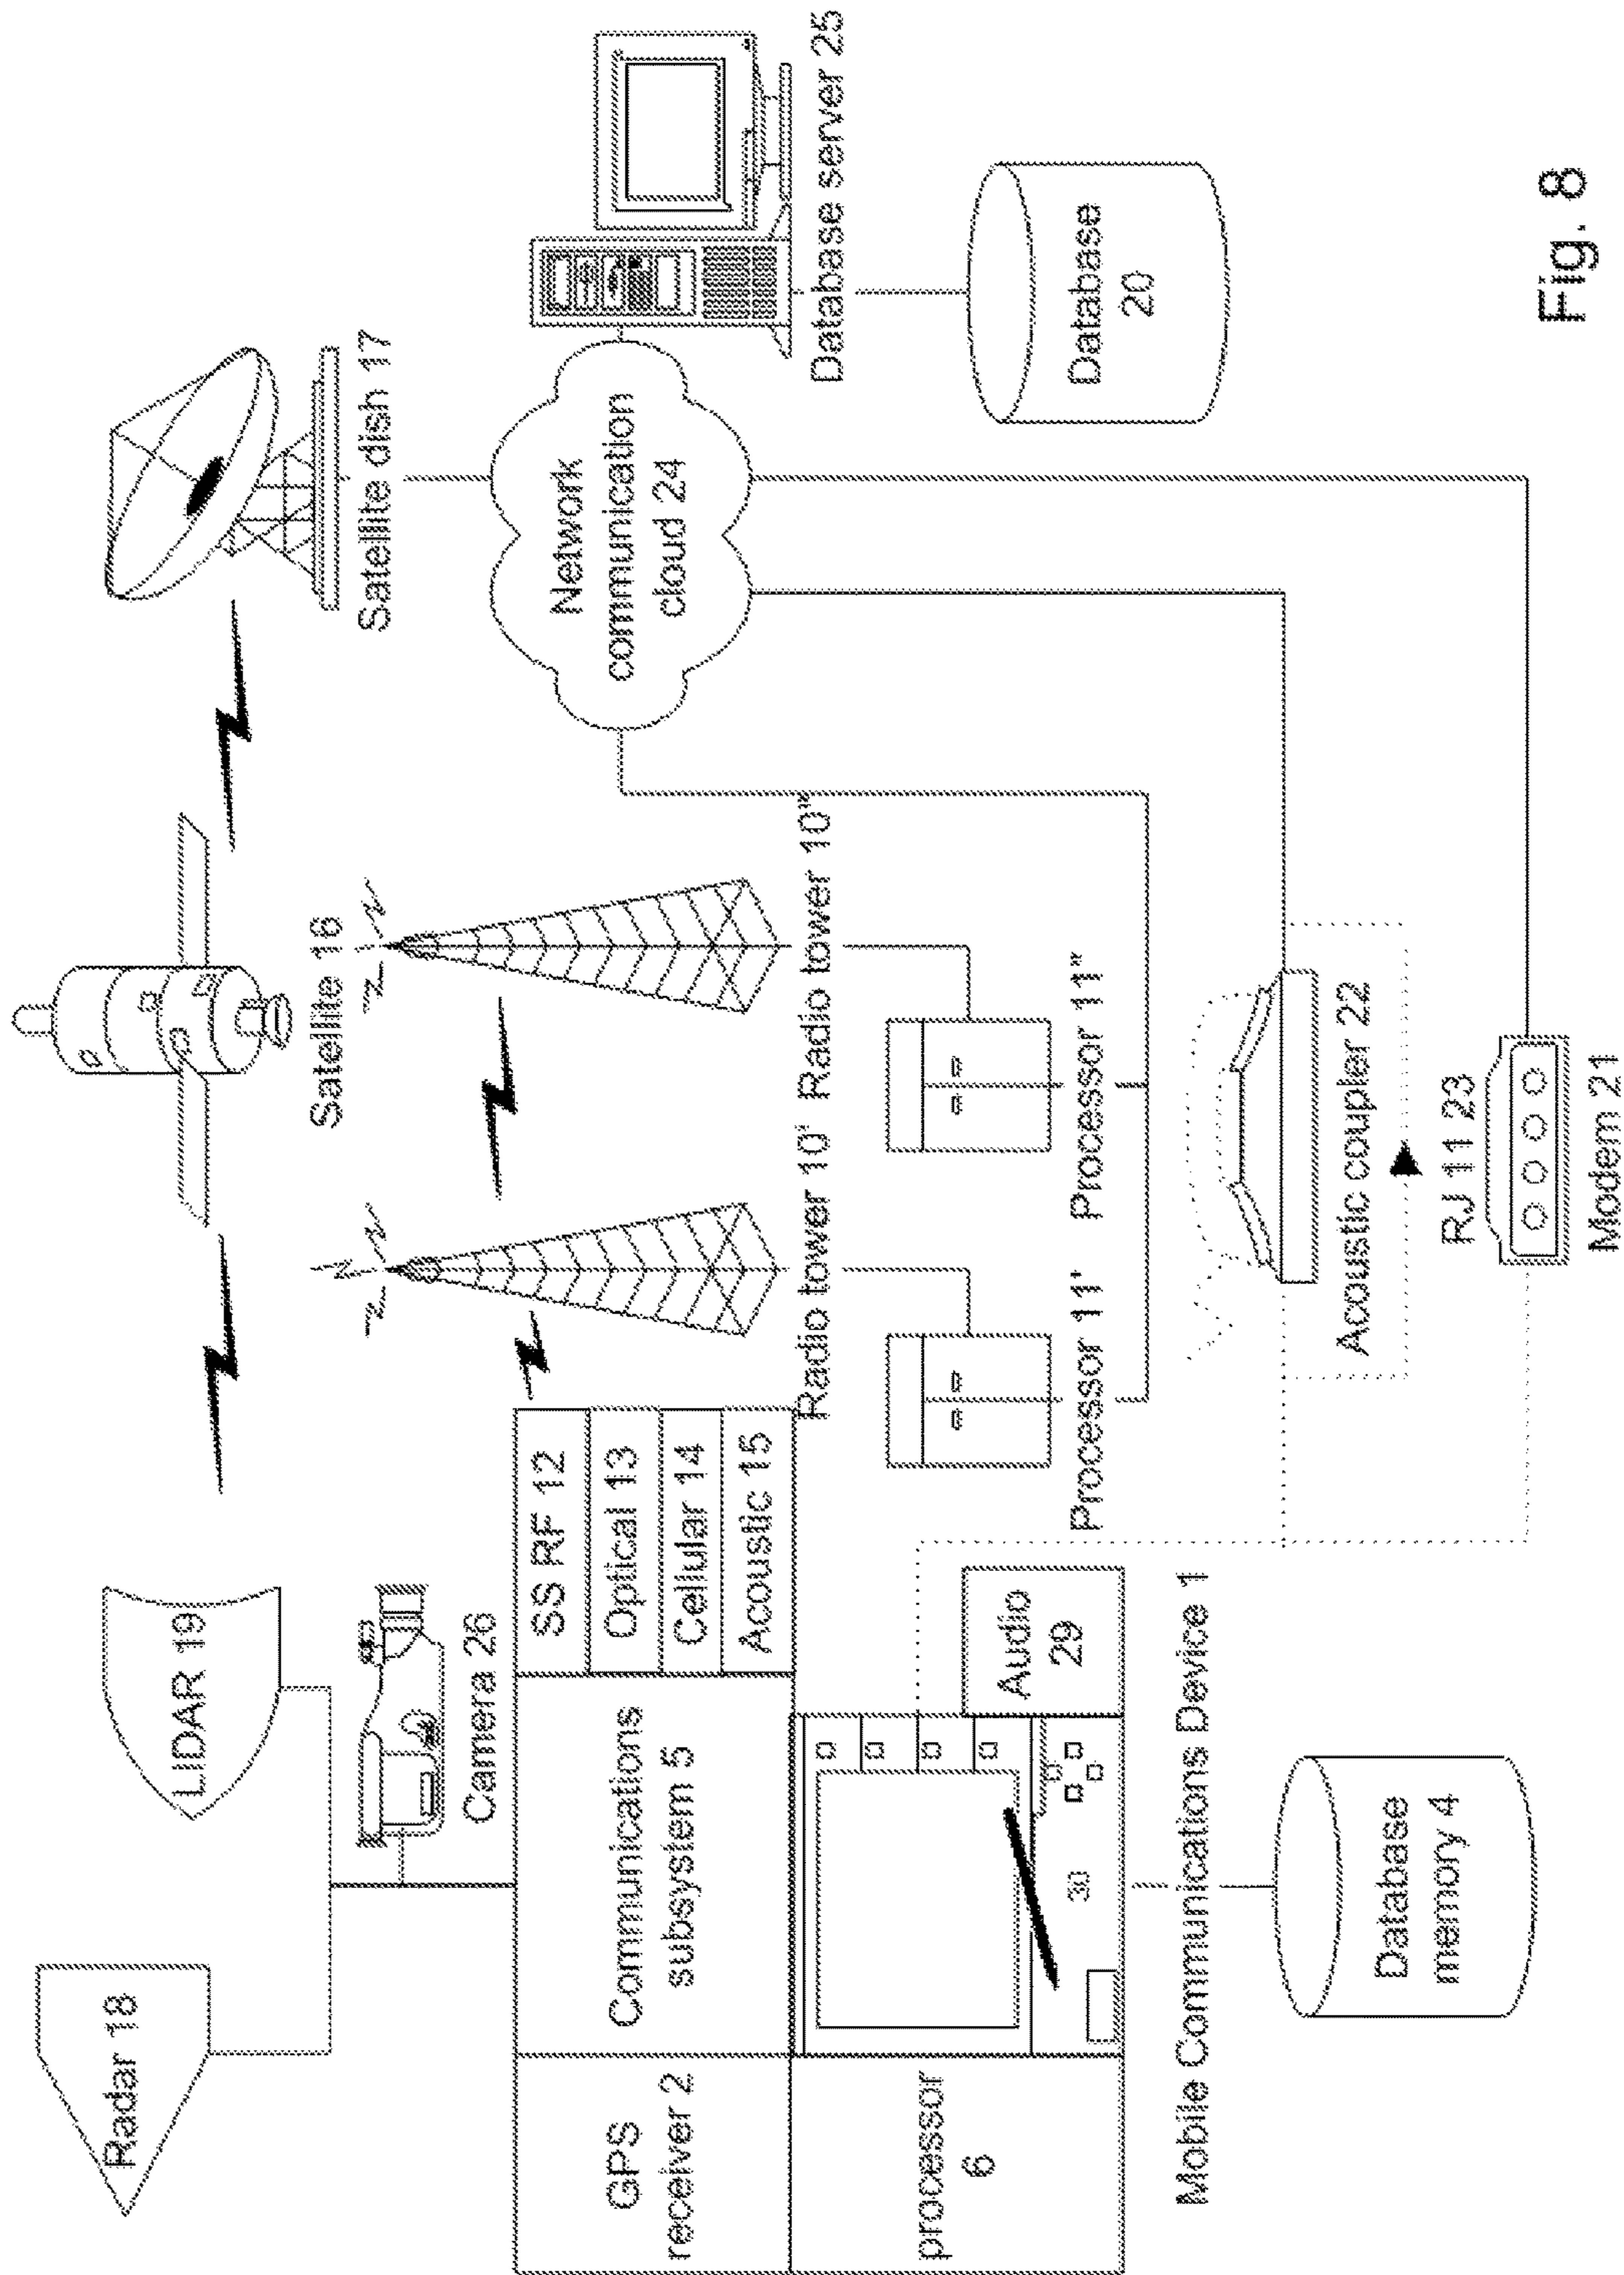 Radar 18
LIDAR 19
Camera 26
Satellite 16
Satellite dish 17
GPS
receiver 2
Communications
subsystem 5
SS RF 12
Optical 13
Cellular 14
Acoustic 15
Network
communication
cloud 24
Database server 25
Radio tower 10'
Radio tower 10"
processor
6
30
Audio
29
Processor 11'
Processor 11"
Database
20
Mobile Communications Device 1
Acoustic coupler 22
Database
memory 4
RJ 11 23
Modem 21
Fig. 8